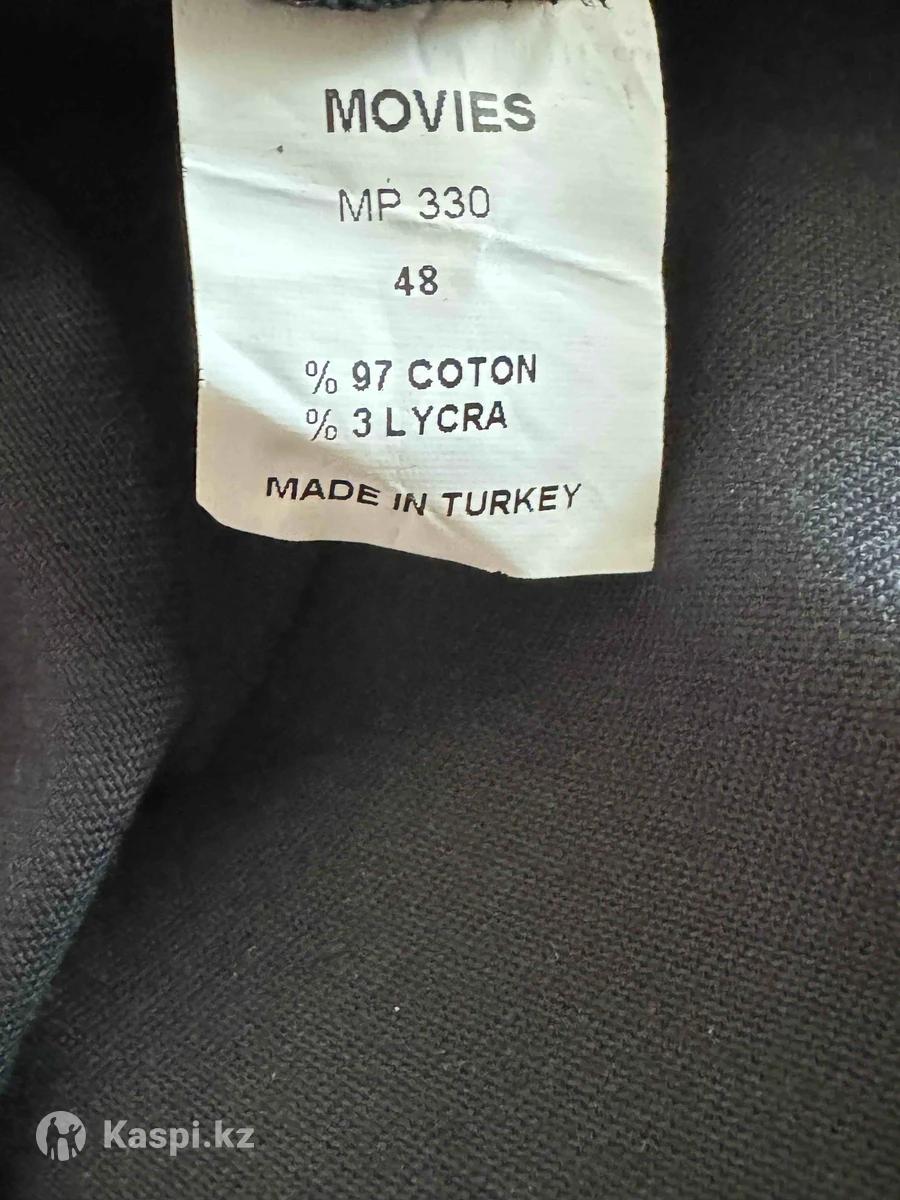 MOVIES
MP 330
48
% 97 COTON
% 3 LYCRA
MADE IN TURKEY
Kaspi.kz